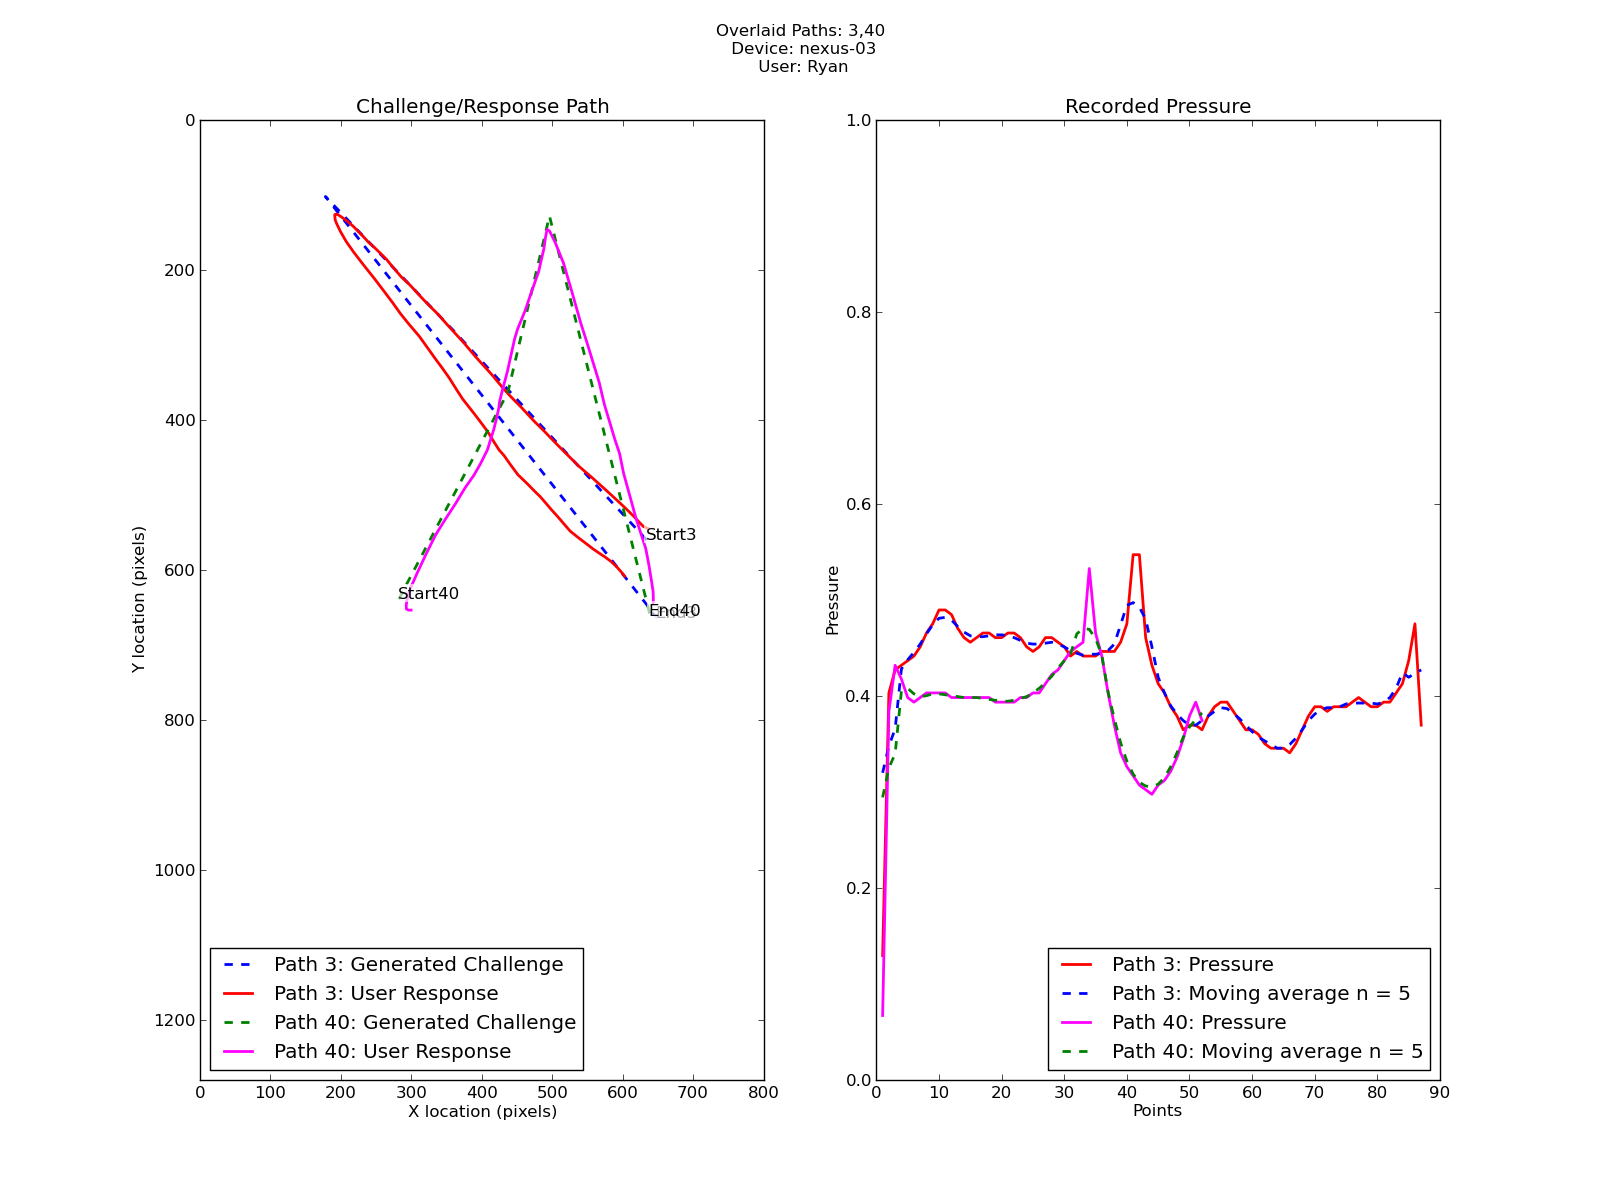 Overlaid Paths: 3,40
Device: nexus-03
User: Ryan
Challenge/Response Path
0
200
400
600
800
1000
1200
Y location (pixels)
Start3
Start40
End40
Path 3: Generated Challenge
Path 3: User Response
Path 40: Generated Challenge
Path 40: User Response
0 100 200 300 400 500 600 700 800
X location (pixels)
Recorded Pressure
1.0
0.8
0.6
0.4
0.2
0.0
Pressure
Path 3: Pressure
Path 3: Moving average n = 5
Path 40: Pressure
Path 40: Moving average n = 5
0 10 20 30 40 50 60 70 80 90
Points